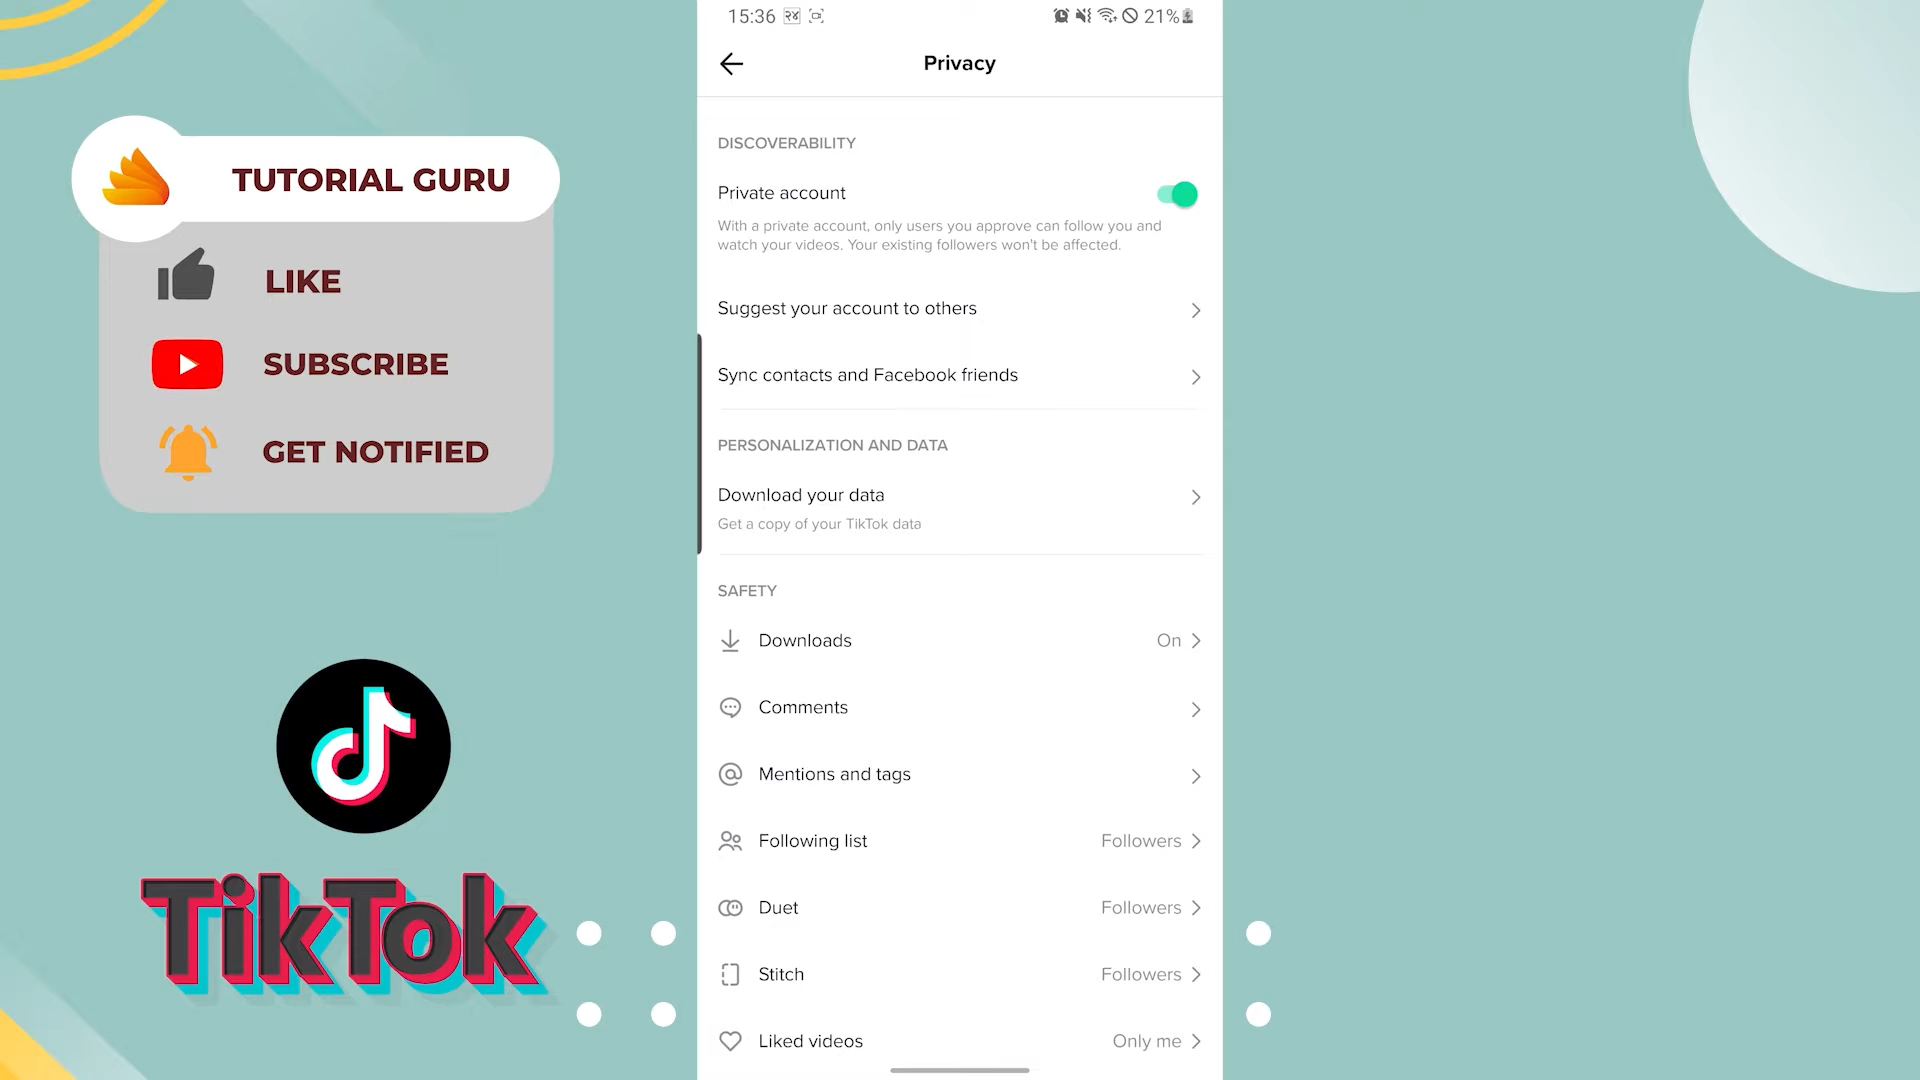 TUTORIAL GURU
LIKE
SUBSCRIBE
GET NOTIFIED
TikTok
15:36 21%
Privacy
DISCOVERABILITY
Private account
With a private account, only users you approve can follow you and
watch your videos. Your existing followers won't be affected.
Suggest your account to others
Sync contacts and Facebook friends
PERSONALIZATION AND DATA
Download your data
Get a copy of your TikTok data
SAFETY
Downloads On
Comments
Mentions and tags
Following list Followers
Duet Followers
Stitch Followers
Liked videos Only me